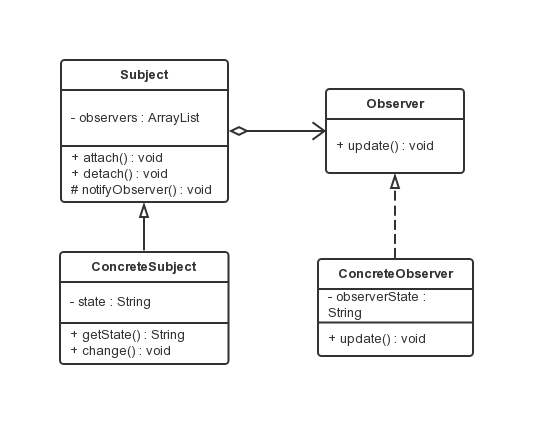 Subject
- observers : ArrayList
+ attach() : void
+ detach() : void
# notifyObserver() : void
Observer
+ update() : void
ConcreteSubject
- state : String
+ getState() : String
+ change() : void
ConcreteObserver
- observerState :
String
+ update() : void